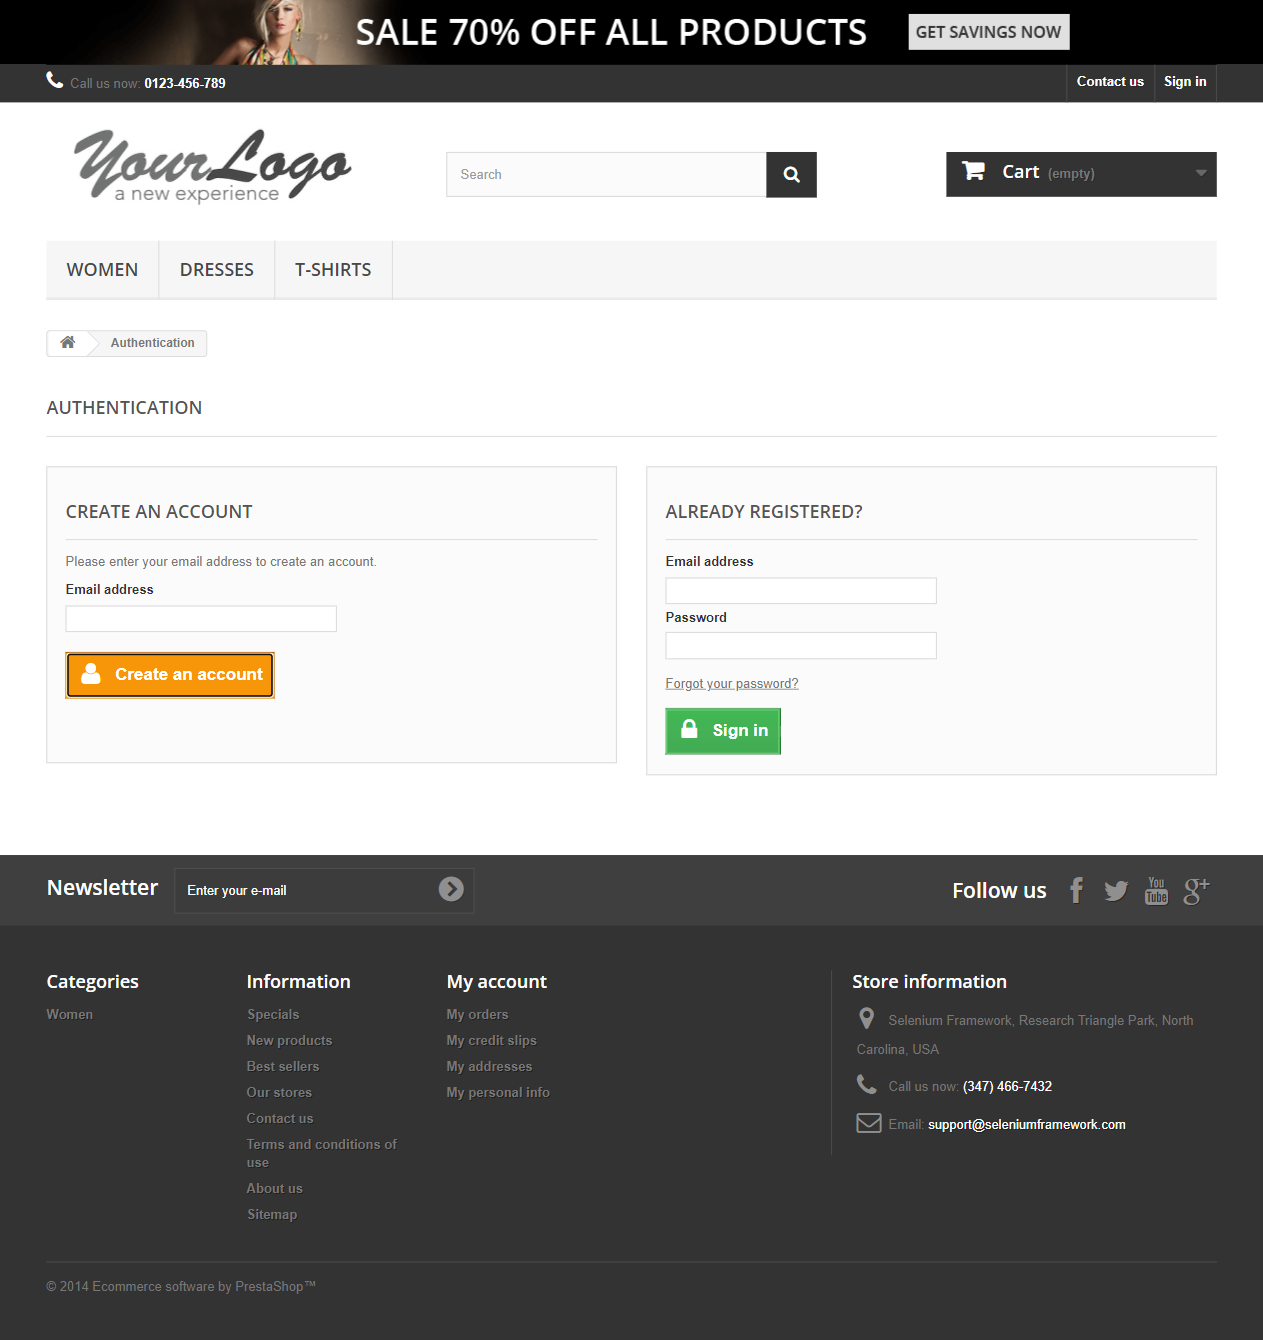 SALE 70% OFF ALL PRODUCTS GET SAVINGS NOW
Call us now: 0123-456-789 Contact us Sign in
YourLogo
a new experience
Search
Cart (empty)
WOMEN DRESSES T-SHIRTS
Authentication
AUTHENTICATION
CREATE AN ACCOUNT
Please enter your email address to create an account.
Email address
Create an account
ALREADY REGISTERED?
Email address
Password
Forgot your password?
Sign in
Newsletter Enter your e-mail
Follow us
You
Tube
g+
Categories
Women
Information
Specials
New products
Best sellers
Our stores
Contact us
Terms and conditions of
use
About us
Sitemap
My account
My orders
My credit slips
My addresses
My personal info
Store information
Selenium Framework, Research Triangle Park, North
Carolina, USA
Call us now: (347) 466-7432
Email: support@seleniumframework.com
© 2014 Ecommerce software by PrestaShop™